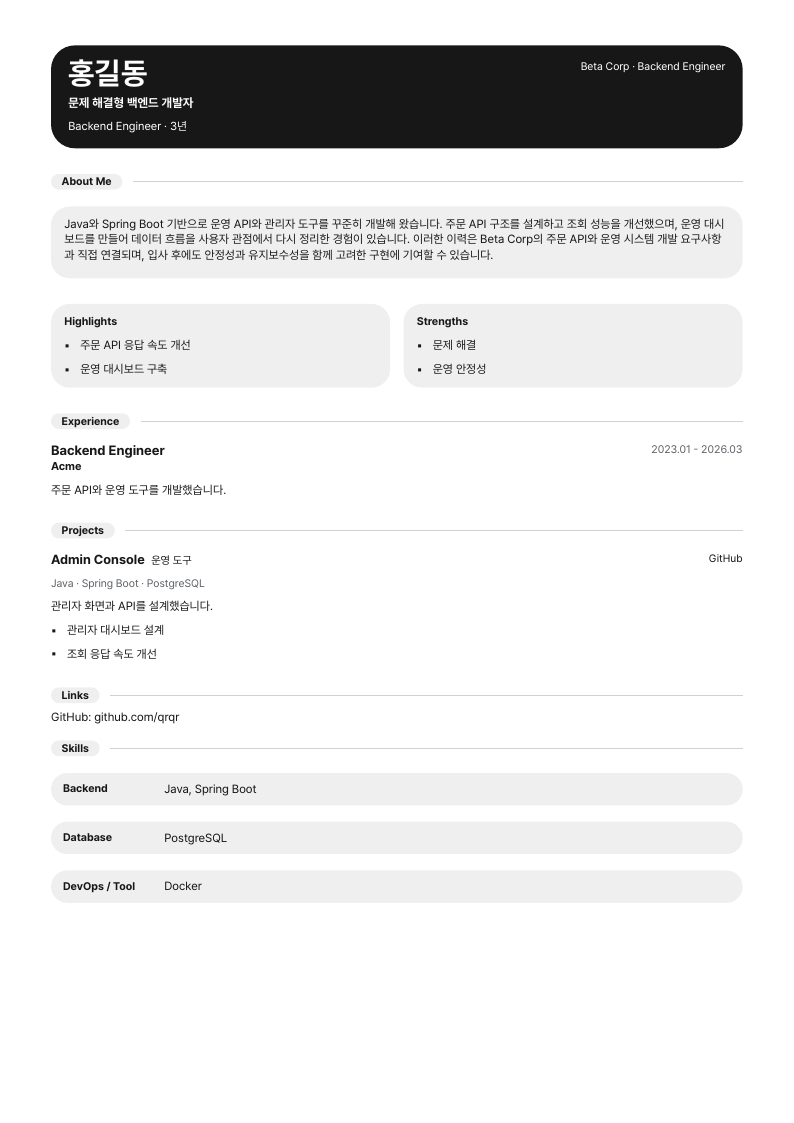 홍길동
Beta Corp · Backend Engineer
문제 해결형 백엔드 개발자
Backend Engineer · 3년
About Me
Java와 Spring Boot 기반으로 운영 API와 관리자 도구를 꾸준히 개발해 왔습니다. 주문 API 구조를 설계하고 조회 성능을 개선했으며, 운영 대시
보드를 만들어 데이터 흐름을 사용자 관점에서 다시 정리한 경험이 있습니다. 이러한 이력은 Beta Corp의 주문 API와 운영 시스템 개발 요구사항
과 직접 연결되며, 입사 후에도 안정성과 유지보수성을 함께 고려한 구현에 기여할 수 있습니다.
Highlights
▪ 주문 API 응답 속도 개선
▪ 운영 대시보드 구축
Strengths
▪ 문제 해결
▪ 운영 안정성
Experience
Backend Engineer
2023.01 - 2026.03
Acme
주문 API와 운영 도구를 개발했습니다.
Projects
Admin Console 운영 도구
GitHub
Java · Spring Boot · PostgreSQL
관리자 화면과 API를 설계했습니다.
▪ 관리자 대시보드 설계
▪ 조회 응답 속도 개선
Links
GitHub: github.com/qrqr
Skills
Backend Java, Spring Boot
Database PostgreSQL
DevOps / Tool Docker